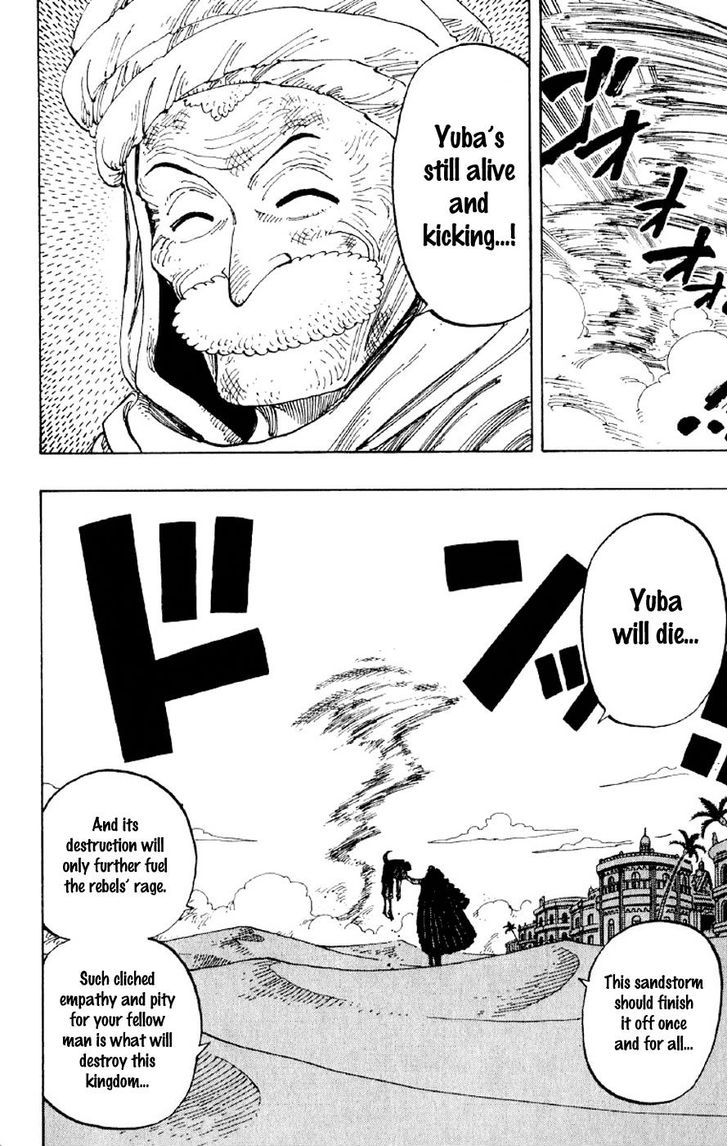 オオオオ
Yuba's
still alive
and
kicking...!
Yuba
will die...
ドン
This sandstorm
should finish
it off once
and for all...
And its
destruction will
only further fuel
the rebels' rage.
Such cliched
empathy and pity
for your fellow
man is what will
destroy this
kingdom...